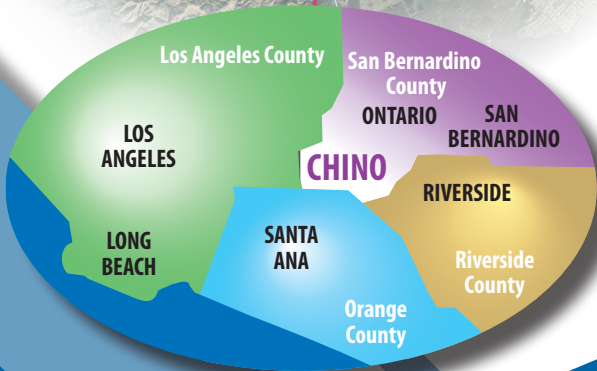 Los Angeles County
San Bernardino
County
ONTARIO
SAN
BERNARDINO
LOS
ANGELES
CHINO
RIVERSIDE
LONG
BEACH
SANTA
ANA
Riverside
County
Orange
County